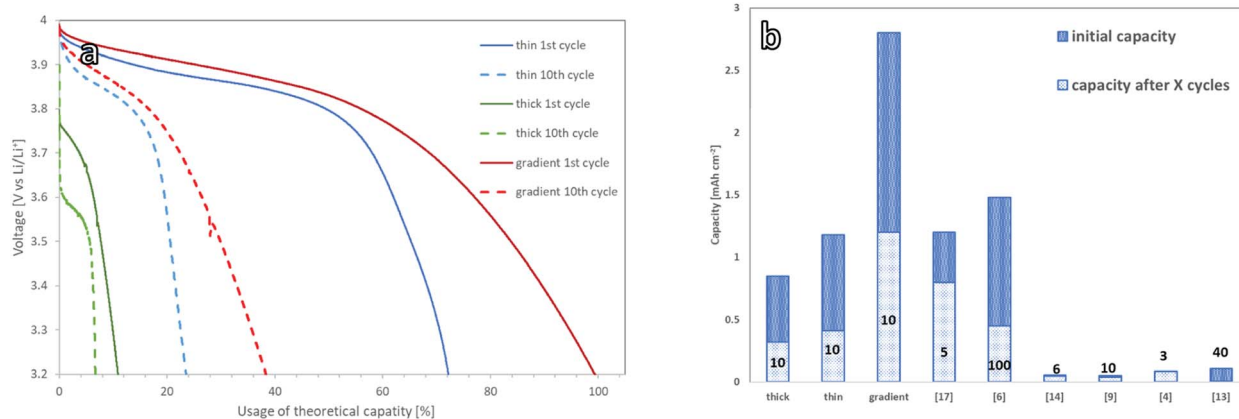 a
4
3.9
3.8
3.7
3.6
3.5
3.4
3.3
3.2
Voltage [V vs Li/Li⁺]
0
20
40
60
80
100
Usage of theoretical capatity [%]
thin 1st cycle
thin 10th cycle
thick 1st cycle
thick 10th cycle
gradient 1st cycle
gradient 10th cycle
b
3
2.5
2
1.5
1
0.5
0
Capacity [mAh cm⁻²]
initial capacity
capacity after X cycles
10
10
10
5
100
6
10
3
40
thick
thin
gradient
[17]
[6]
[14]
[9]
[4]
[13]